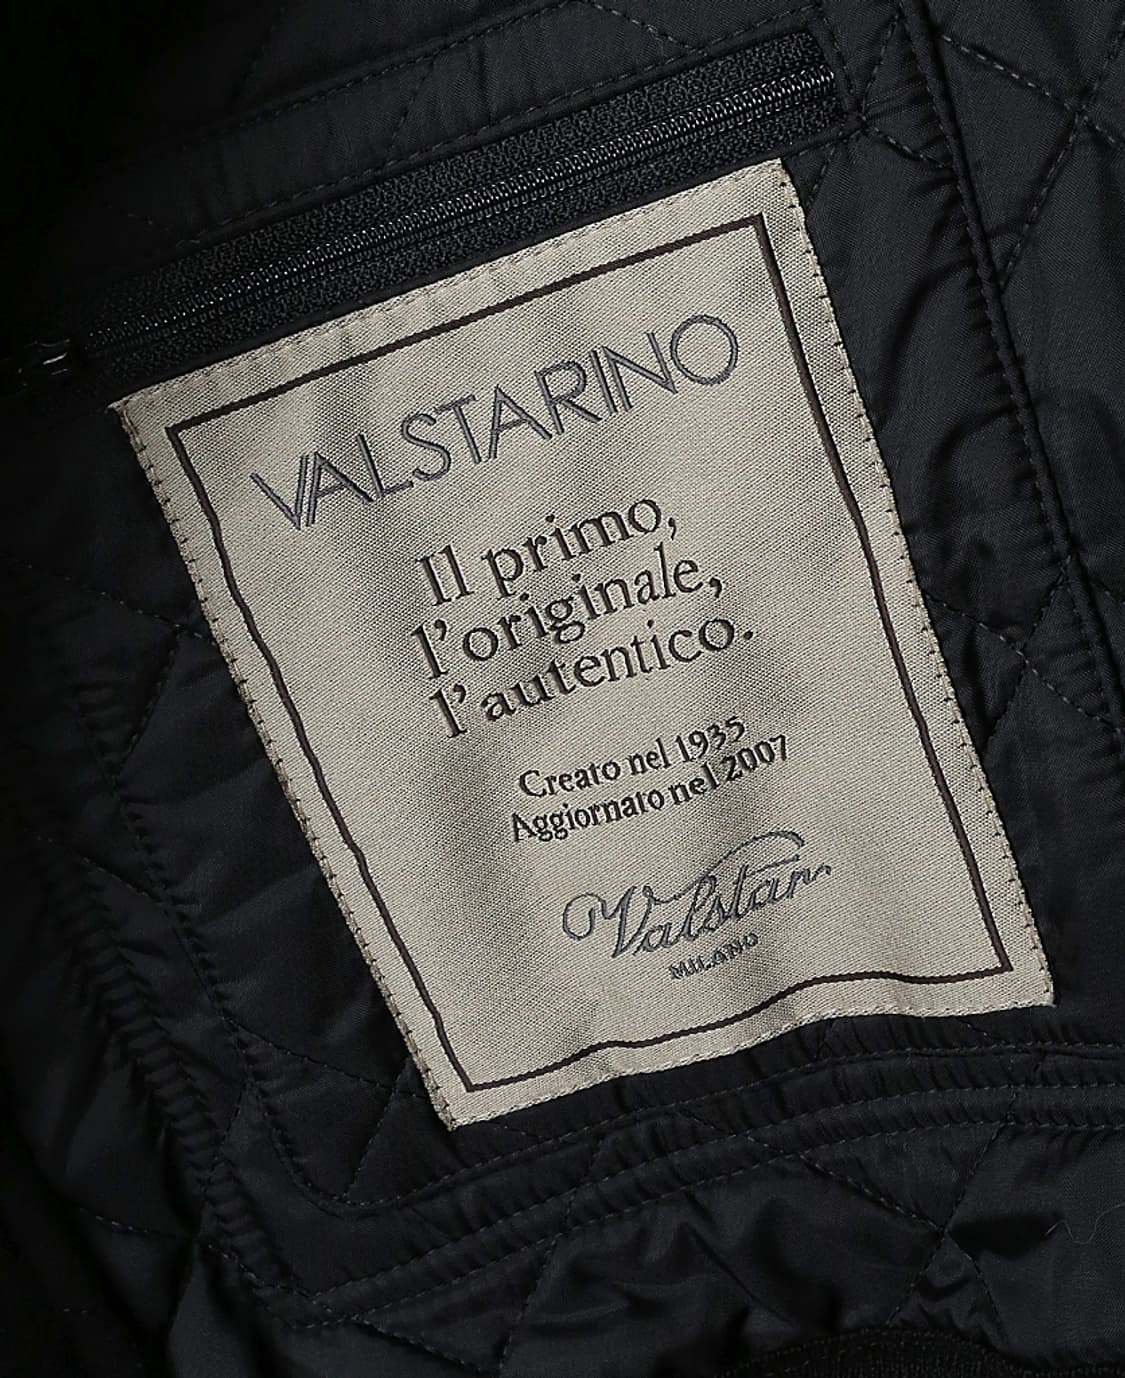 VALSTARINO
Il primo,
l'originale,
l'autentico.
Creato nel 1935
Aggiornato nel 2007
Valstar
MILANO